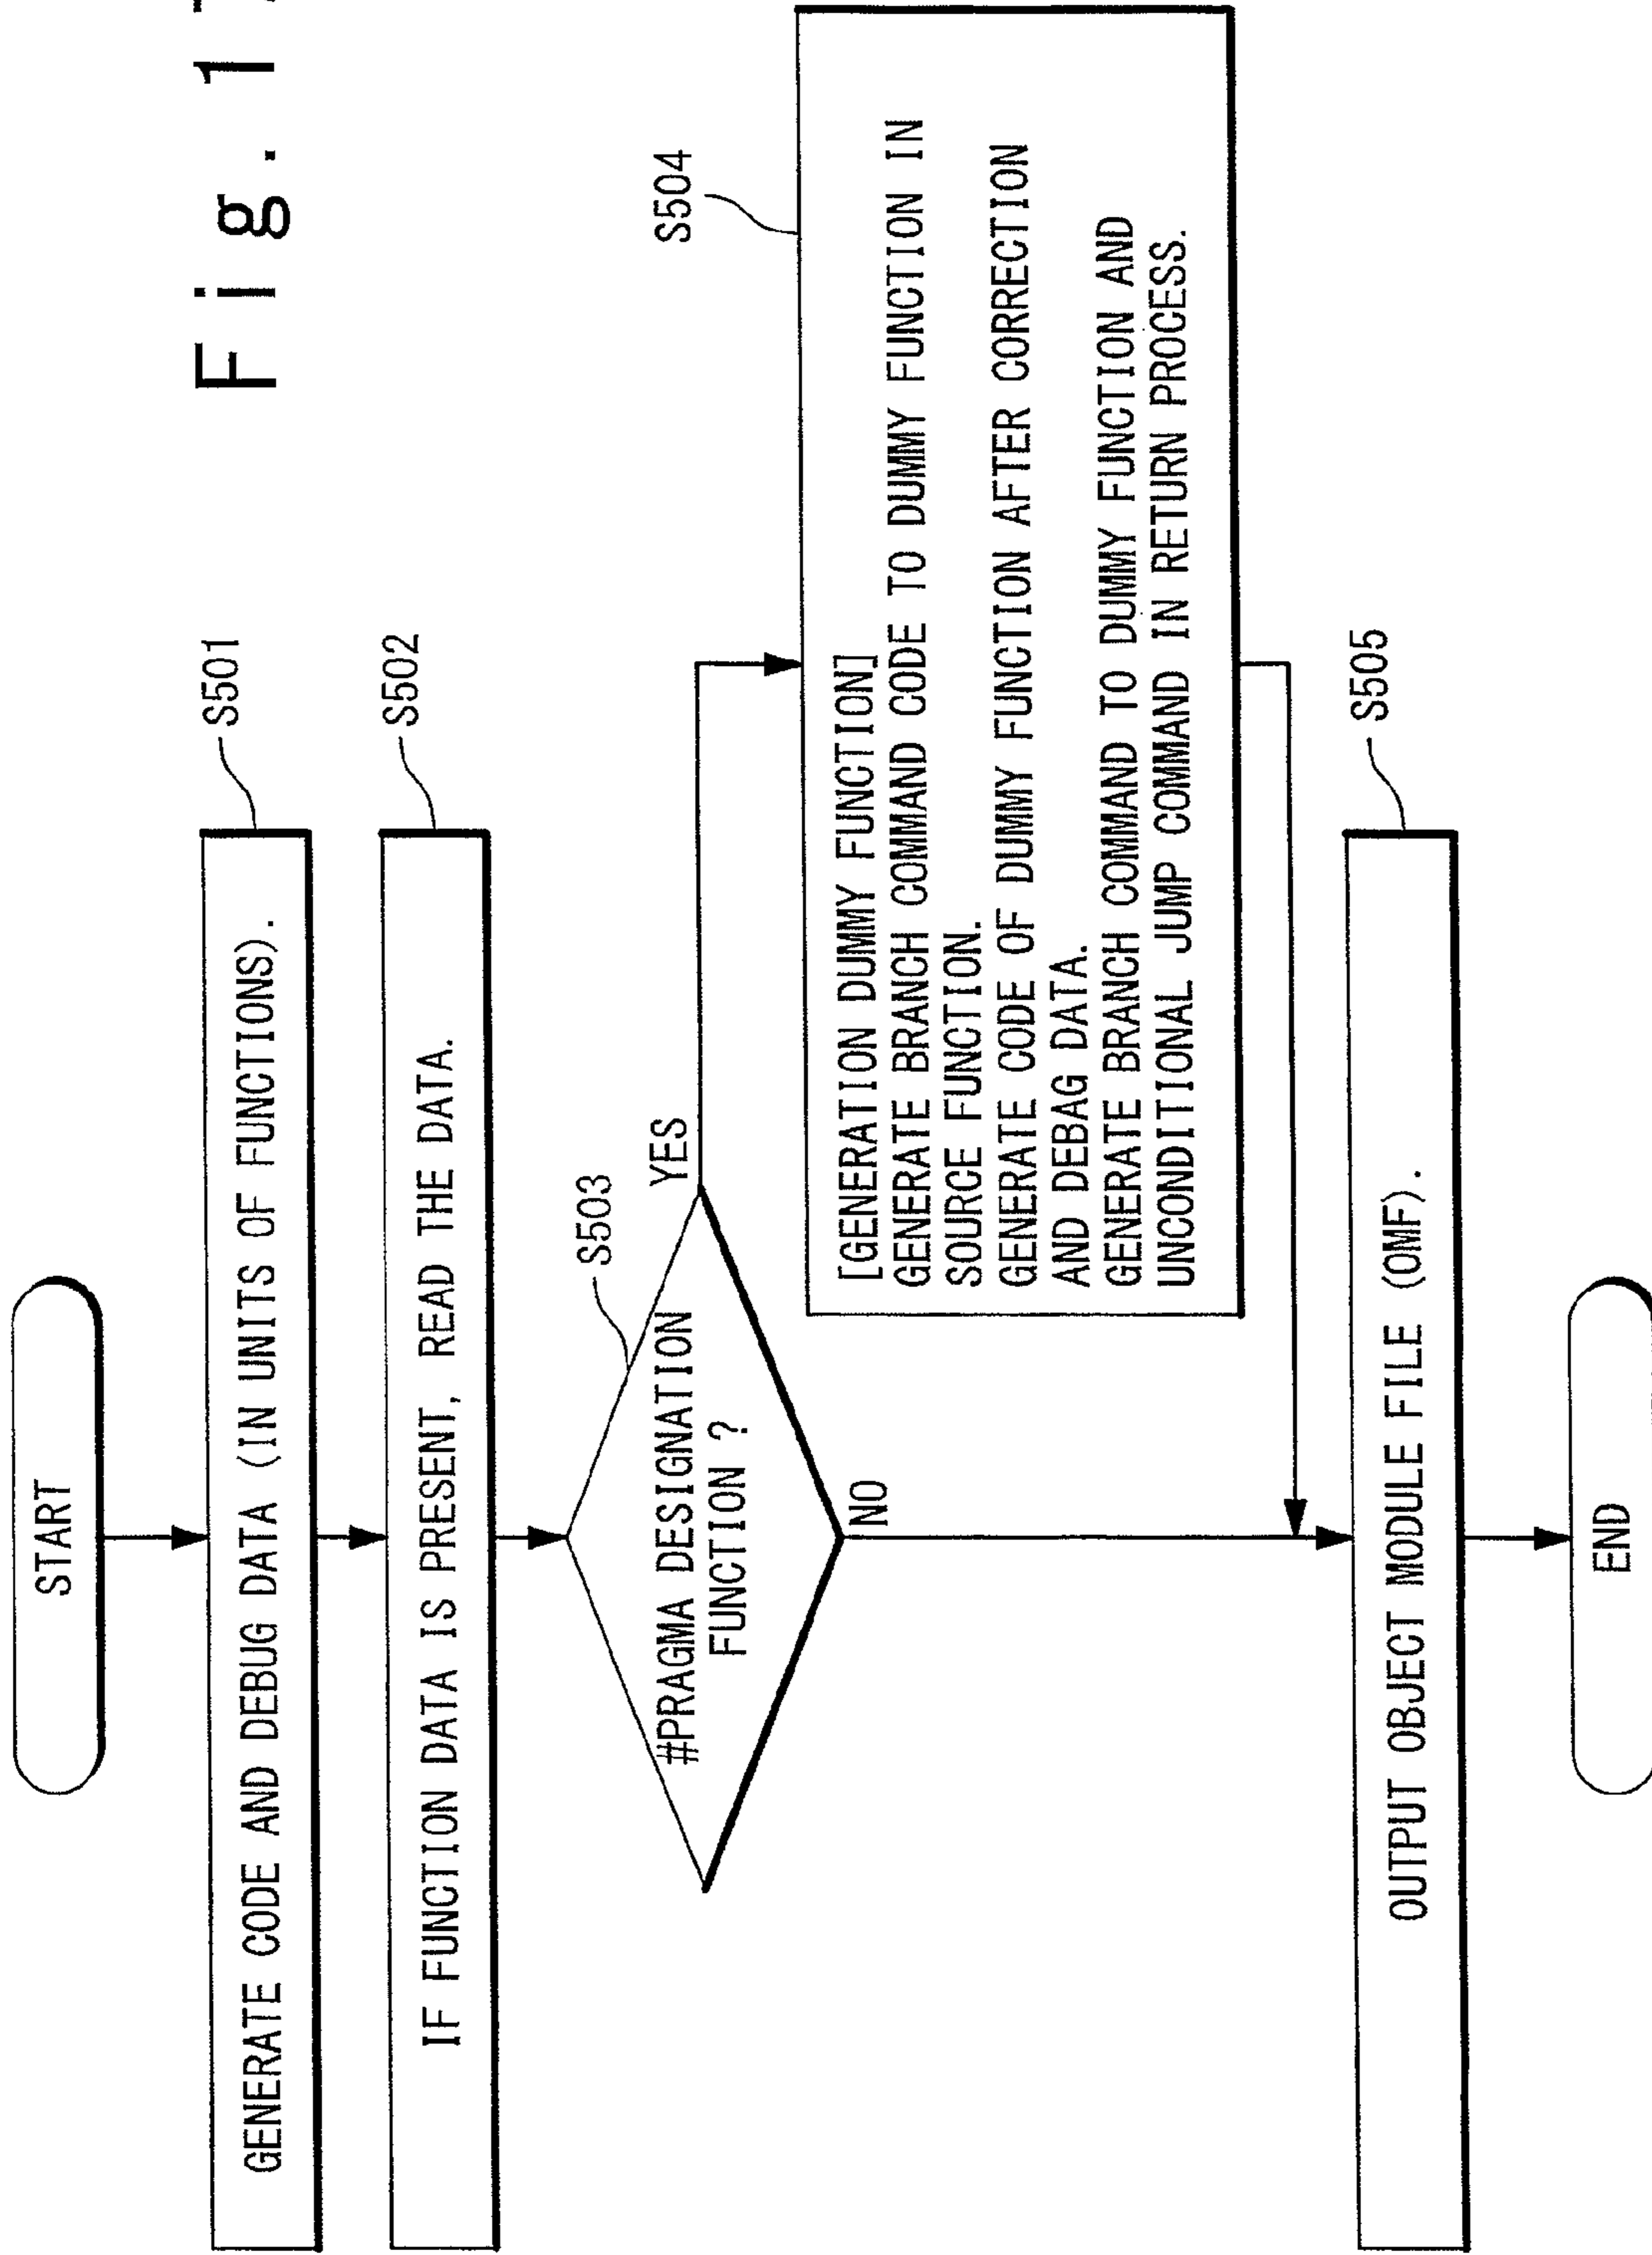 Fig. 1
START
GENERATE CODE AND DEBUG DATA (IN UNITS OF FUNCTIONS).
S501
IF FUNCTION DATA IS PRESENT, READ THE DATA.
S502
#PRAGMA DESIGNATION
FUNCTION ?
S503
YES
NO
S504
[GENERATION DUMMY FUNCTION]
GENERATE BRANCH COMMAND CODE TO DUMMY FUNCTION IN
SOURCE FUNCTION.
GENERATE CODE OF DUMMY FUNCTION AFTER CORRECTION
AND DEBAG DATA.
GENERATE BRANCH COMMAND TO DUMMY FUNCTION AND
UNCONDITIONAL JUMP COMMAND IN RETURN PROCESS.
OUTPUT OBJECT MODULE FILE (OMF).
S505
END